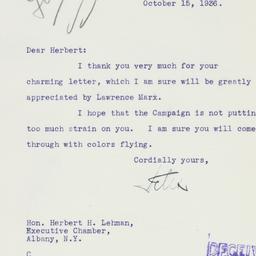 October 15, 1936.
Dear Herbert:
I thank you very much for your
charming letter, which I am sure will be greatly
appreciated by Lawrence Marx.
I hope that the Campaign is not puttin
too much strain on you. I am sure you will come
through with colors flying.
Cordially yours,
Hon. Herbert H. Lehman,
Executive Chamber,
Albany, N.Y.
C
RECEIV